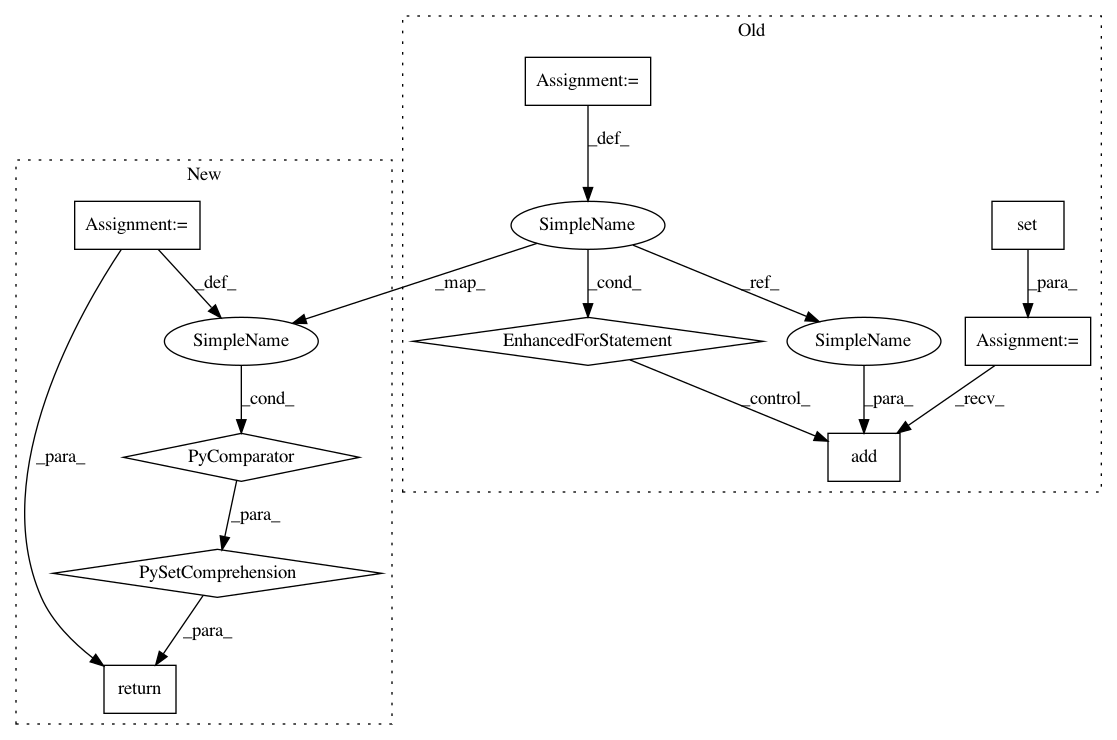 Old
Assignment:=
_def_
New
Assignment:=
SimpleName
set
_def_
_map_
_cond_
_ref_
_para_
SimpleName
EnhancedForStatement
SimpleName
Assignment:=
_cond_
_control_
_para_
_recv_
_para_
PyComparator
add
_para_
PySetComprehension
_para_
return